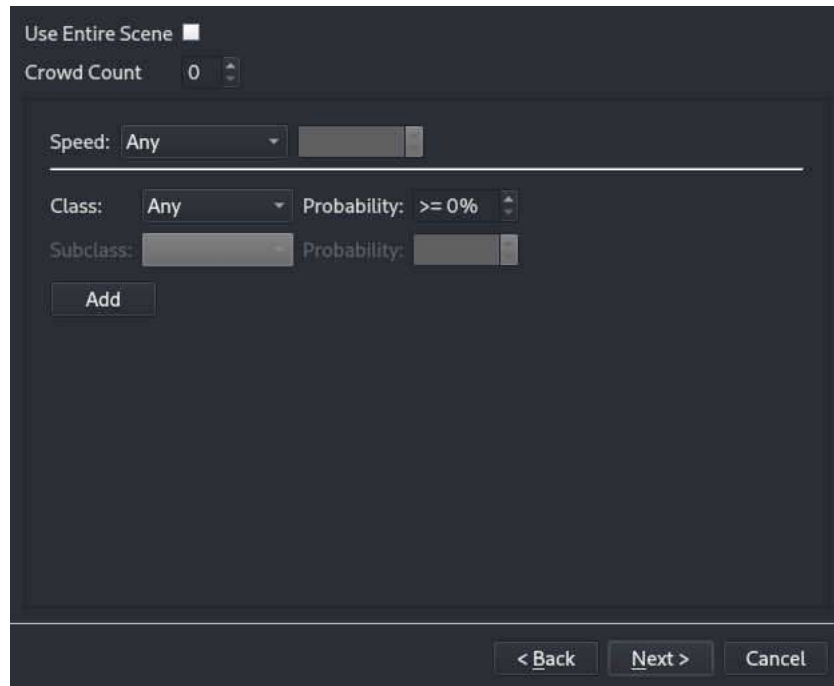 Use Entire Scene
Crowd Count 0
Speed: Any
Class: Any Probability: >= 0%
Subclass: Probability:
Add
< Back Next > Cancel